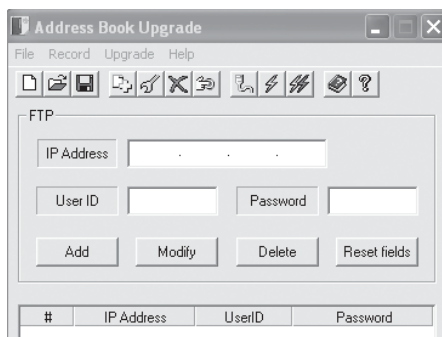 Address Book Upgrade
File Record Upgrade Help
FTP
IP Address . . .
User ID Password
Add Modify Delete Reset fields
# IP Address UserID Password